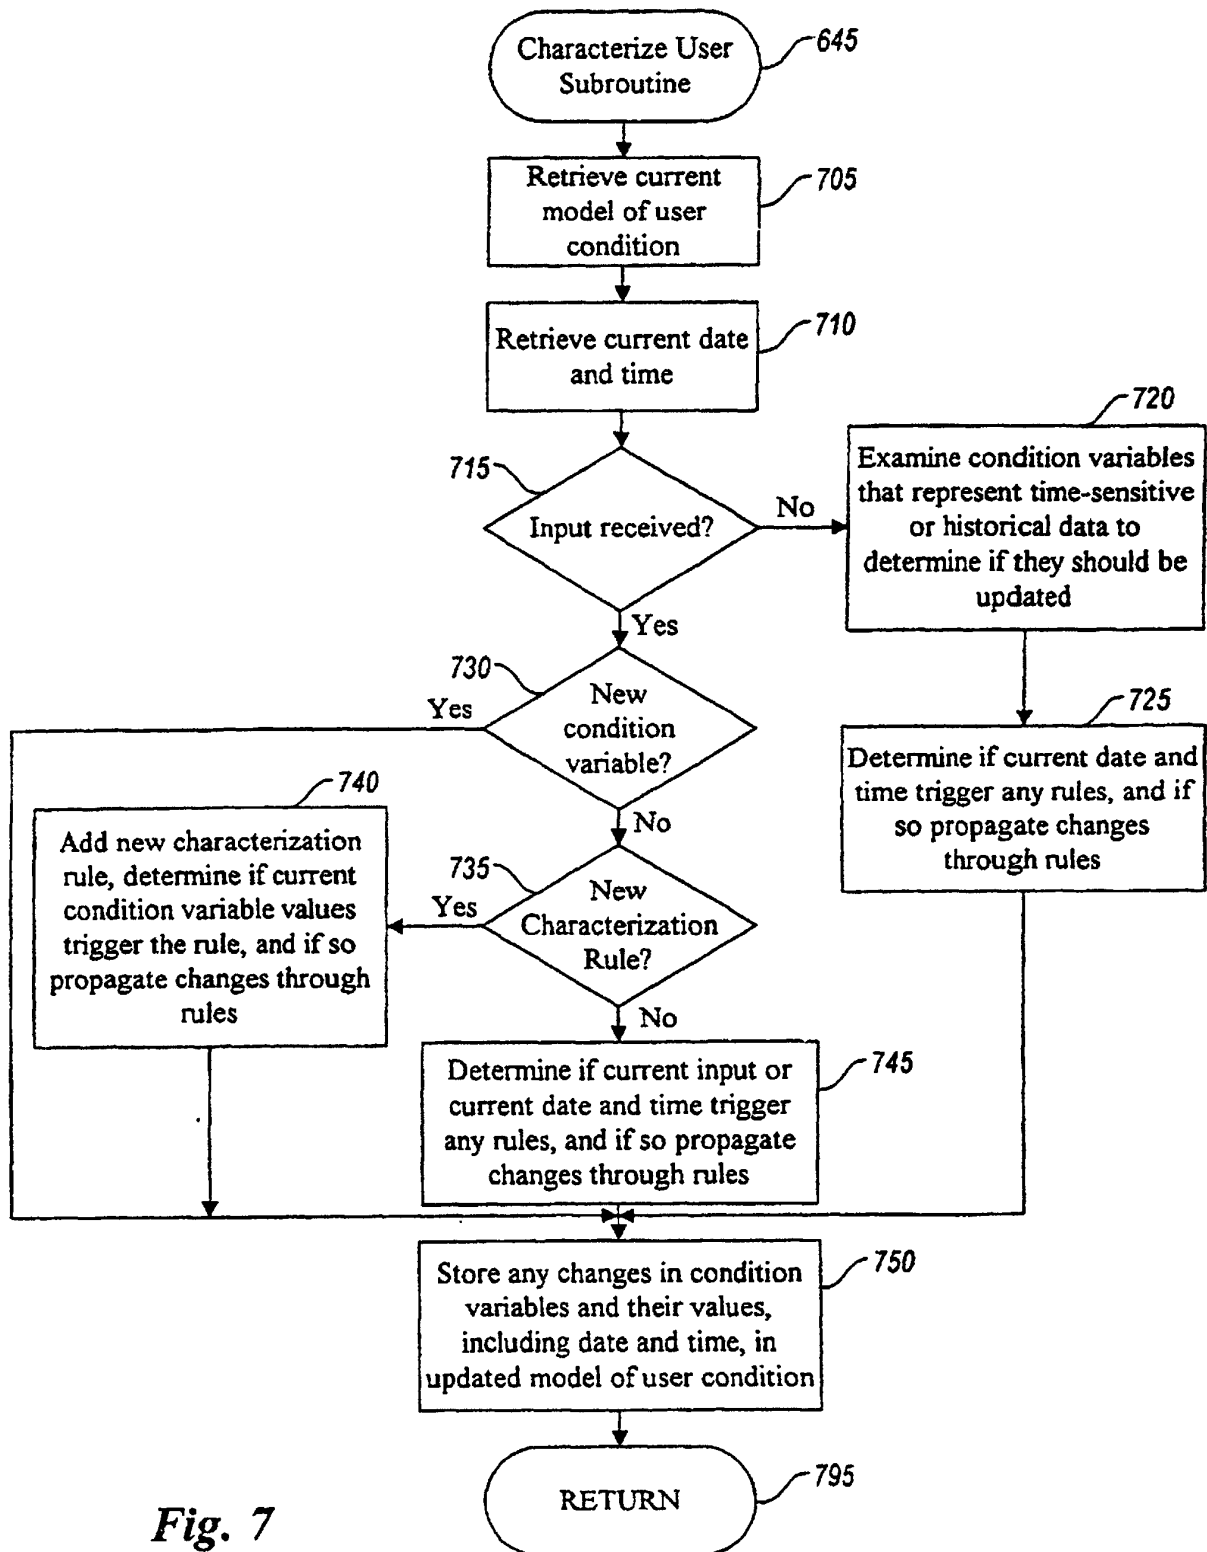 Characterize User
Subroutine
645
Retrieve current
model of user
condition
705
Retrieve current date
and time
710
715
Input received?
No
Yes
720
Examine condition variables
that represent time-sensitive
or historical data to
determine if they should be
updated
725
Determine if current date and
time trigger any rules, and if
so propagate changes
through rules
730
New
condition
variable?
Yes
No
735
New
Characterization
Rule?
Yes
No
740
Add new characterization
rule, determine if current
condition variable values
trigger the rule, and if so
propagate changes through
rules
745
Determine if current input or
current date and time trigger
any rules, and if so propagate
changes through rules
750
Store any changes in condition
variables and their values,
including date and time, in
updated model of user condition
RETURN
795
Fig. 7